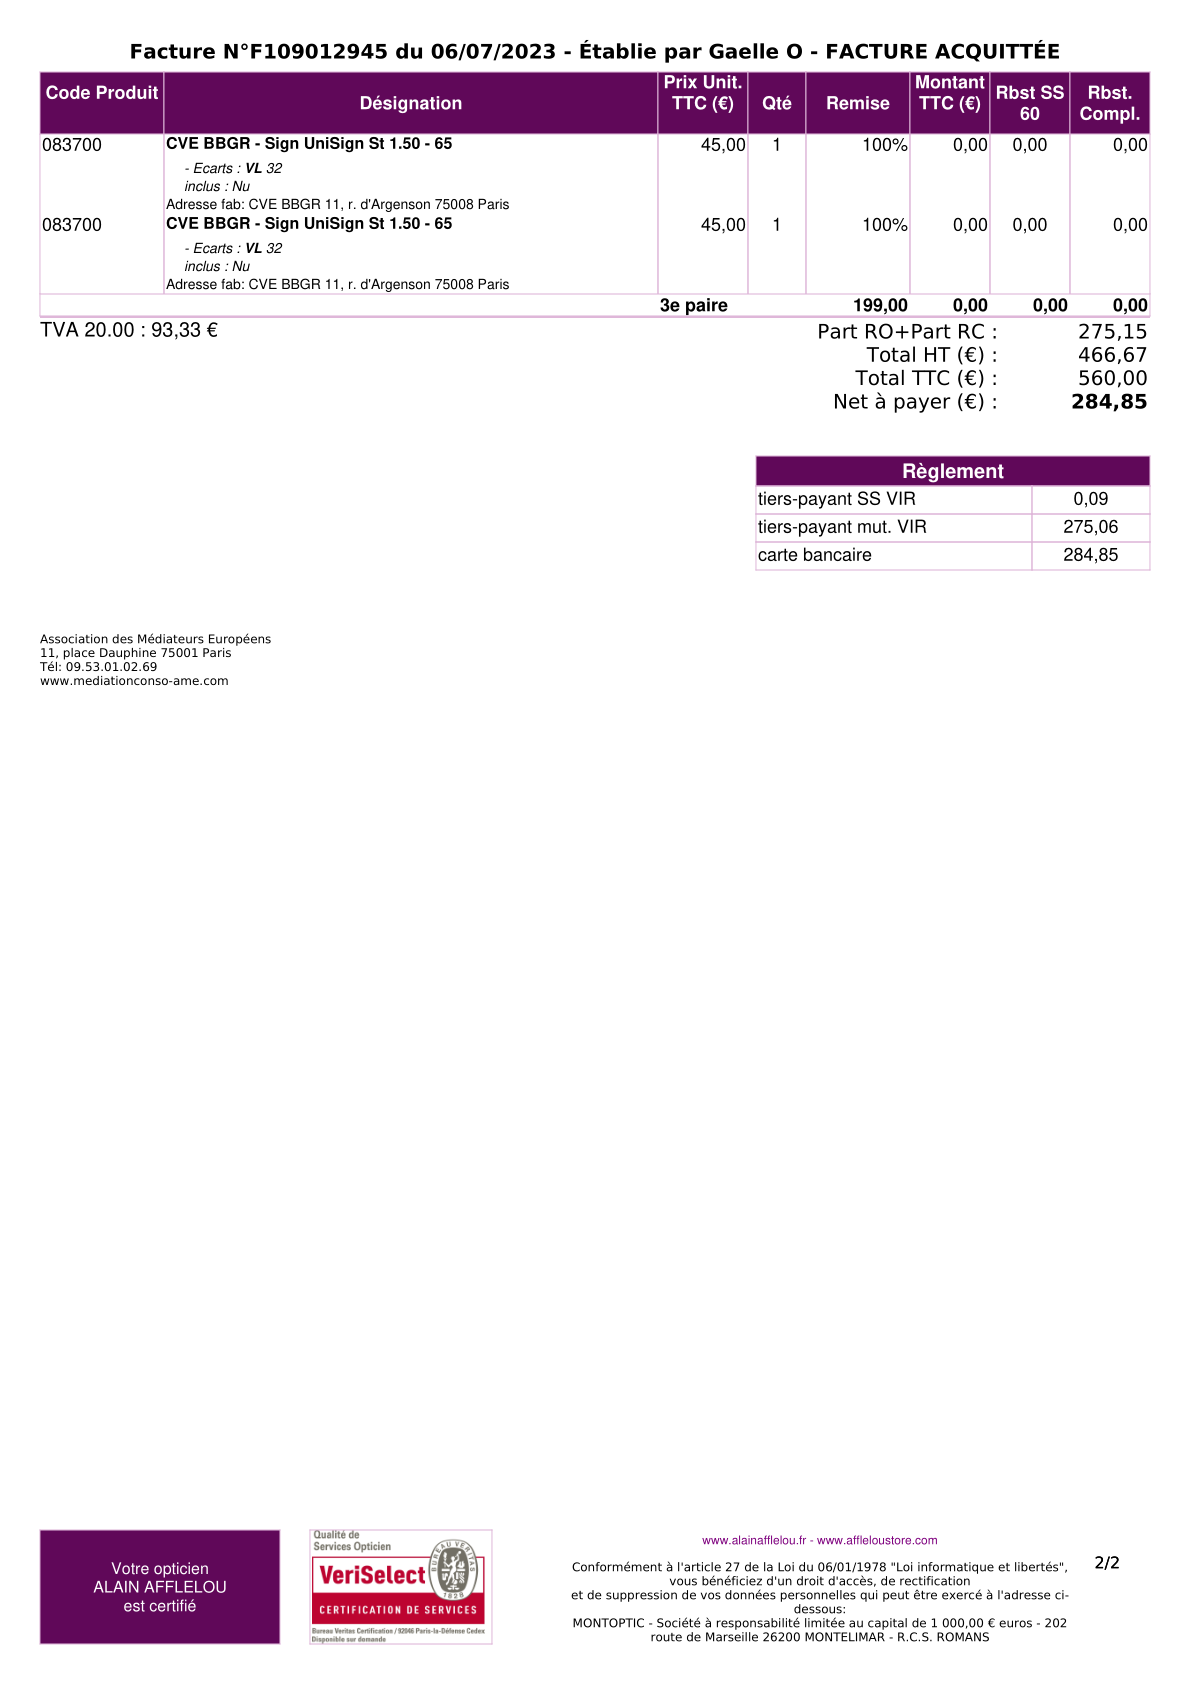 Facture N°F109012945 du 06/07/2023 - Établie par Gaelle O - FACTURE ACQUITTÉE
Code Produit Désignation Prix Unit. TTC (€) Qté Remise Montant TTC (€) Rbst SS 60 Rbst. Compl.
083700 CVE BBGR - Sign UniSign St 1.50 - 65 45,00 1 100% 0,00 0,00 0,00
- Ecarts : VL 32
inclus : Nu
Adresse fab: CVE BBGR 11, r. d'Argenson 75008 Paris
083700 CVE BBGR - Sign UniSign St 1.50 - 65 45,00 1 100% 0,00 0,00 0,00
- Ecarts : VL 32
inclus : Nu
Adresse fab: CVE BBGR 11, r. d'Argenson 75008 Paris
3e paire 199,00 0,00 0,00 0,00
TVA 20.00 : 93,33 €
Part RO+Part RC : 275,15
Total HT (€) : 466,67
Total TTC (€) : 560,00
Net à payer (€) : 284,85
Règlement
tiers-payant SS VIR 0,09
tiers-payant mut. VIR 275,06
carte bancaire 284,85
Association des Médiateurs Européens
11, place Dauphine 75001 Paris
Tél: 09.53.01.02.69
www.mediationconso-ame.com
Votre opticien
ALAIN AFFLELOU
est certifié
Qualité de
Services Opticien
VeriSelect
BUREAU VERITAS
1828
CERTIFICATION DE SERVICES
Bureau Veritas Certification / 92046 Paris-la-Défense Cedex
Disponible sur demande
www.alainafflelou.fr - www.affleloustore.com
Conformément à l'article 27 de la Loi du 06/01/1978 "Loi informatique et libertés",
vous bénéficiez d'un droit d'accès, de rectification
et de suppression de vos données personnelles qui peut être exercé à l'adresse ci-
dessous:
MONTOPTIC - Société à responsabilité limitée au capital de 1 000,00 € euros - 202
route de Marseille 26200 MONTELIMAR - R.C.S. ROMANS
2/2